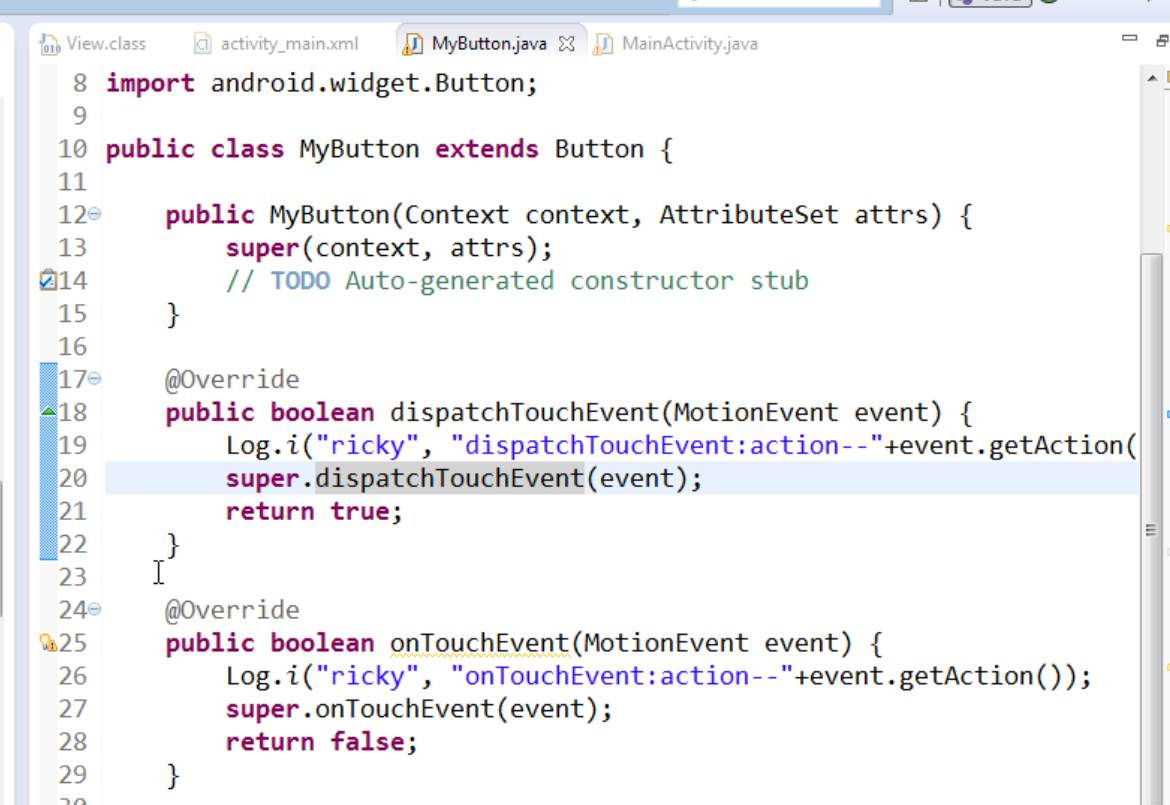 View.class activity_main.xml MyButton.java MainActivity.java
8 import android.widget.Button;
9
10 public class MyButton extends Button {
11
12 public MyButton(Context context, AttributeSet attrs) {
13 super(context, attrs);
14 // TODO Auto-generated constructor stub
15 }
16
17 @Override
18 public boolean dispatchTouchEvent(MotionEvent event) {
19 Log.i("ricky", "dispatchTouchEvent:action--"+event.getAction(
20 super.dispatchTouchEvent(event);
21 return true;
22 }
23
24 @Override
25 public boolean onTouchEvent(MotionEvent event) {
26 Log.i("ricky", "onTouchEvent:action--"+event.getAction());
27 super.onTouchEvent(event);
28 return false;
29 }